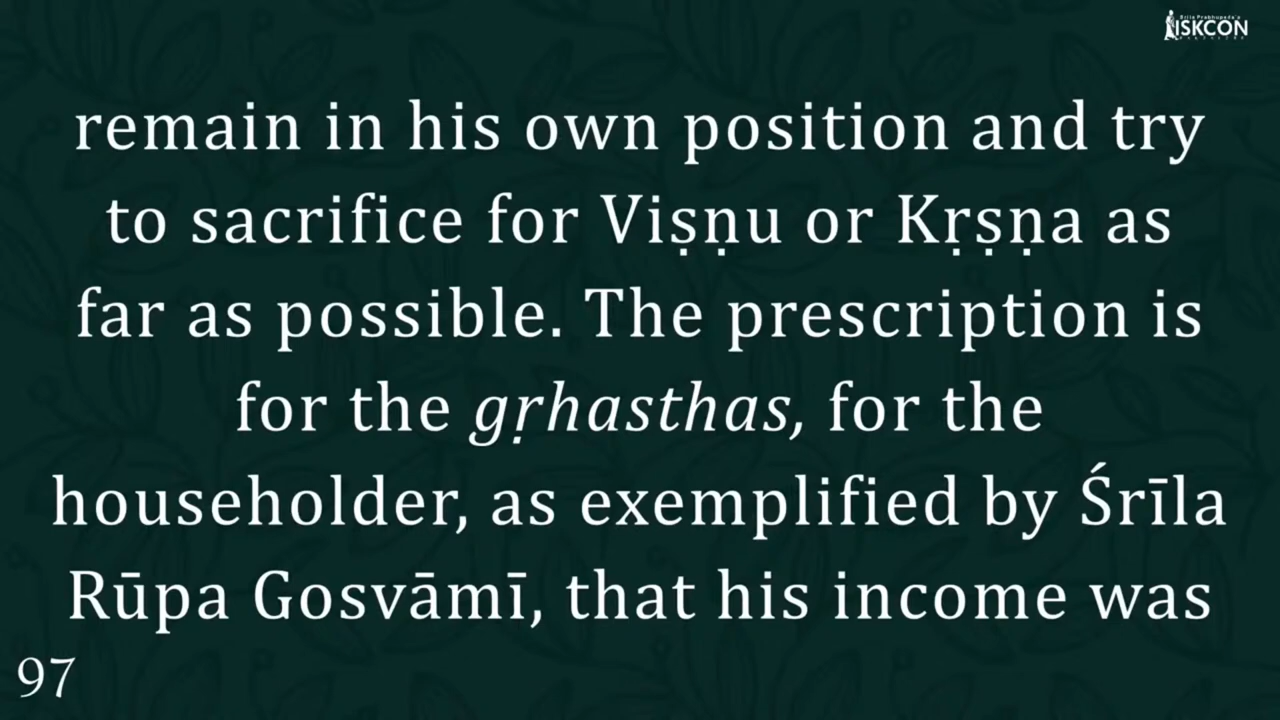 Srila Prabhupada's
ISKCON
remain in his own position and try
to sacrifice for Viṣṇu or Kṛṣṇa as
far as possible. The prescription is
for the gṛhasthas, for the
householder, as exemplified by Śrīla
Rūpa Gosvāmī, that his income was
97